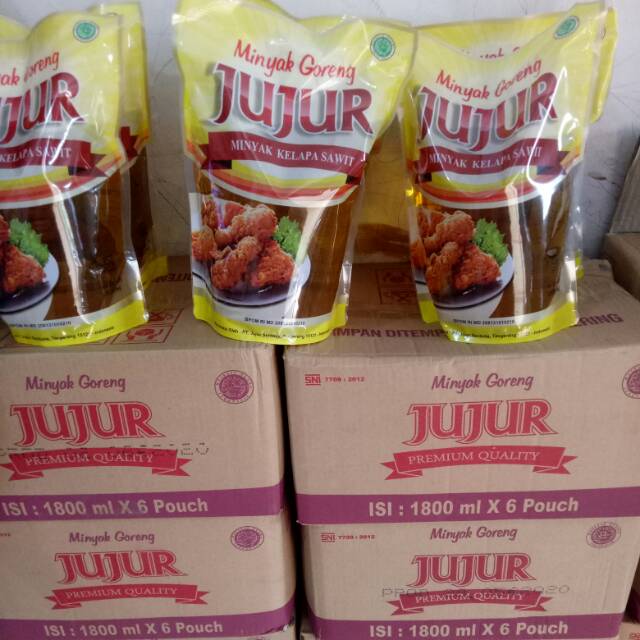 Minyak Goreng
JUJUR
MINYAK KELAPA SAWIT
Minyak Goreng
JUJUR
MINYAK KELAPA SAWIT
Goreng
JUJUR
KELAPA SAWIT
Minyak Goreng
JUJUR
PREMIUM QUALITY
ISI : 1800 ml X 6 Pouch
SNI 7709 : 2012
Minyak Goreng
JUJUR
PREMIUM QUALITY
ISI : 1800 ml X 6 Pouch
Minyak Goreng
JUJUR
PREMIUM QUALITY
ISI : 1800 ml X 6 Pouch
SNI 7709 : 2012
Minyak Goreng
JUJUR
PREMIUM QUALITY
ISI : 1800 ml X 6 Pouch